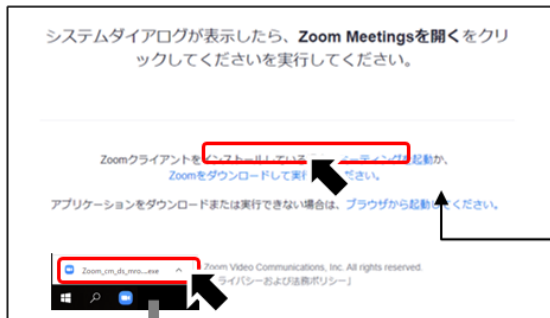 システムダイアログが表示したら、Zoom Meetingsを開くをクリ
ックしてくださいを実行してください。
Zoomクライアントをインストールしている ーティングを起動か、
Zoomをダウンロードして実行 ださい。
アプリケーションをダウンロードまたは実行できない場合は、ブラウザから起動 てください。
Zoom_cm_ds_mro....exe
Zoom Video Communications, Inc. All rights reserved.
ライバシーおよび法務ポリシー」